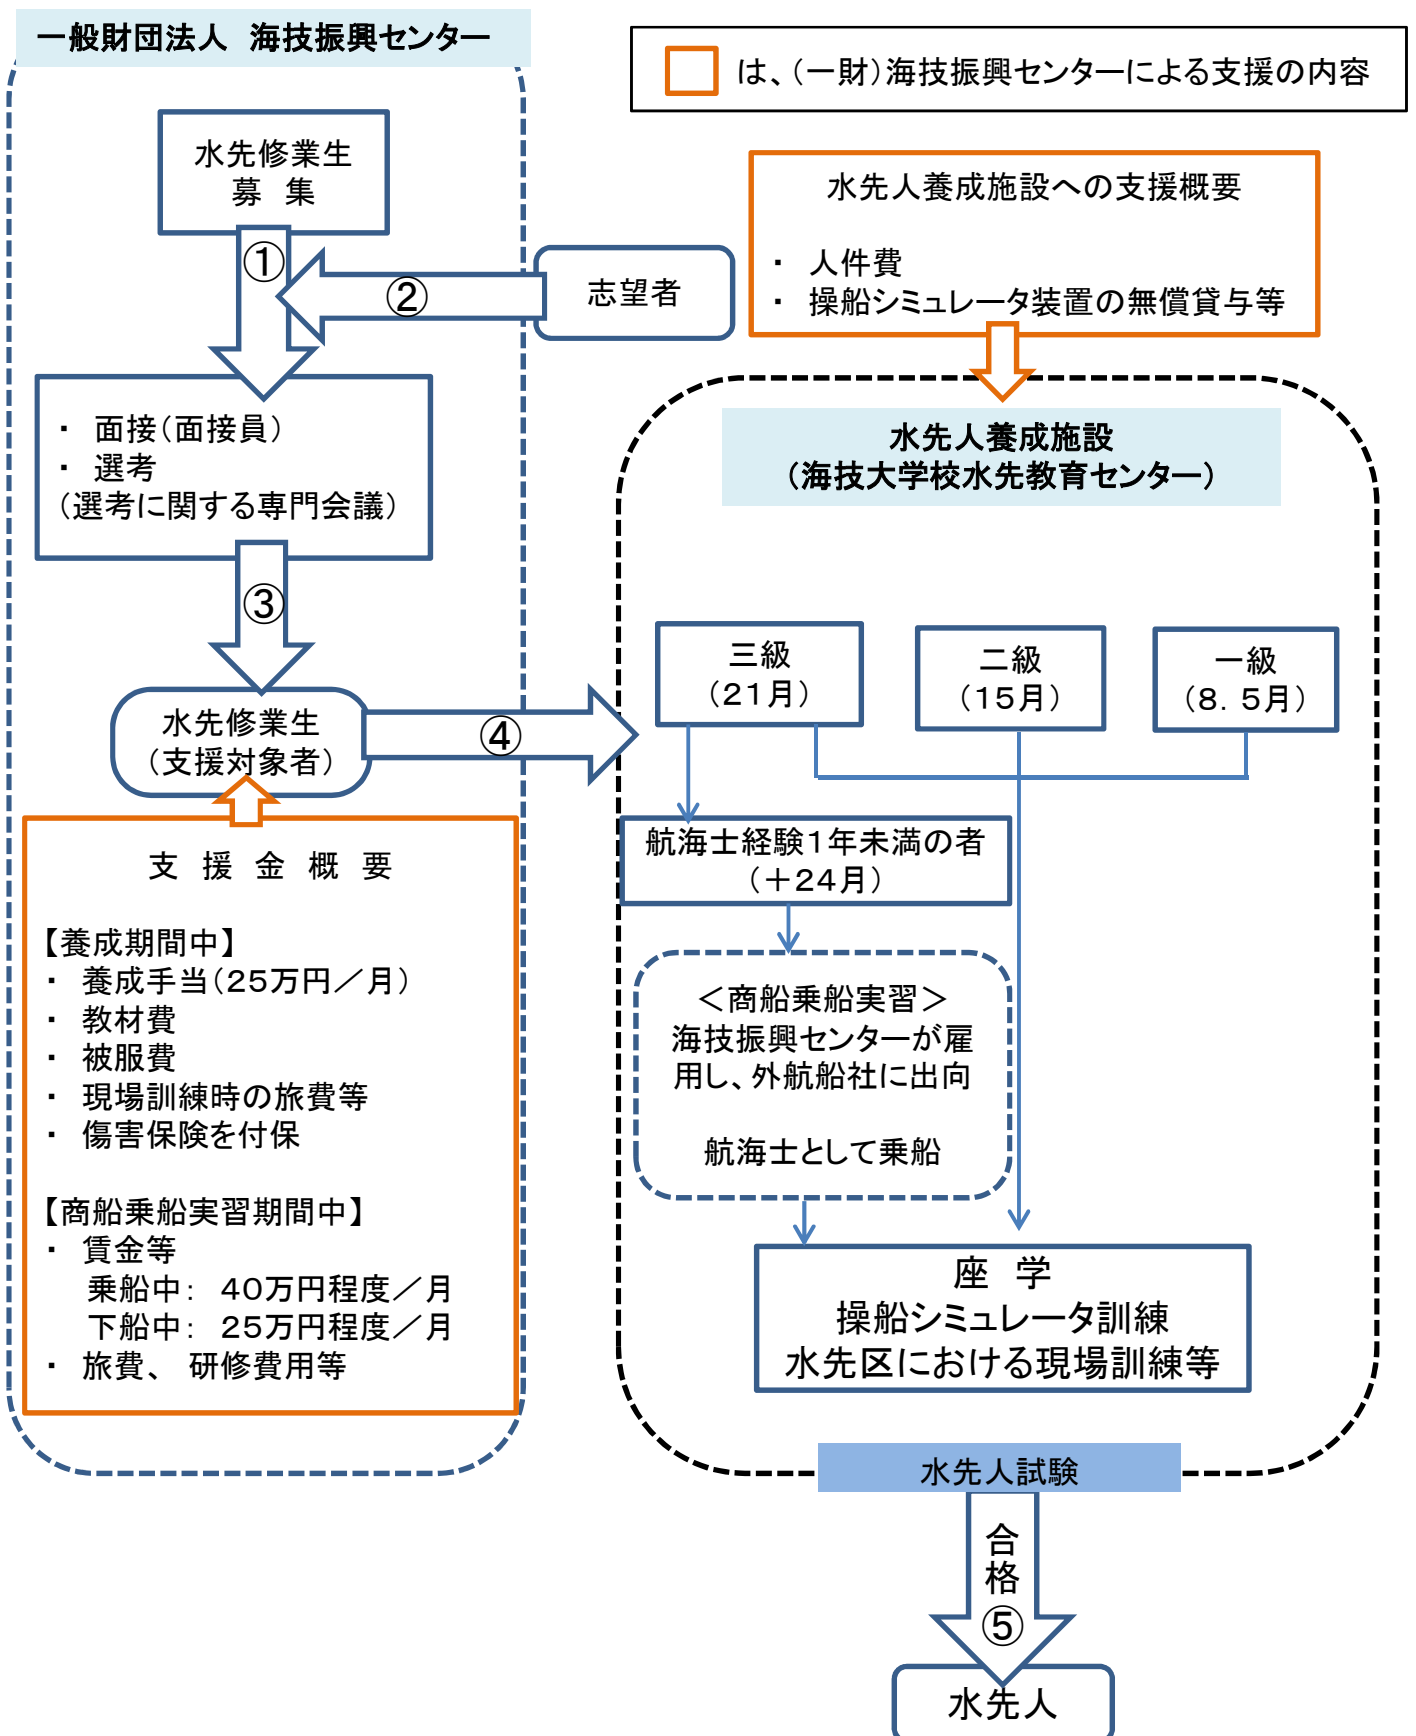 一般財団法人 海技振興センター
は、（一財）海技振興センターによる支援の内容
水先修業生
募 集
①
②
志望者
水先人養成施設への支援概要
・ 人件費
・ 操船シミュレータ装置の無償貸与等
・ 面接（面接員）
・ 選考
（選考に関する専門会議）
③
水先修業生
（支援対象者）
④
支 援 金 概 要
【養成期間中】
・ 養成手当（２５万円／月）
・ 教材費
・ 被服費
・ 現場訓練時の旅費等
・ 傷害保険を付保
【商船乗船実習期間中】
・ 賃金等
乗船中： ４０万円程度／月
下船中： ２５万円程度／月
・ 旅費、 研修費用等
水先人養成施設
（海技大学校水先教育センター）
三級
（２１月）
二級
（１５月）
一級
（８．５月）
航海士経験１年未満の者
（＋２４月）
＜商船乗船実習＞
海技振興センターが雇
用し、外航船社に出向
航海士として乗船
座 学
操船シミュレータ訓練
水先区における現場訓練等
水先人試験
合
格
⑤
水先人